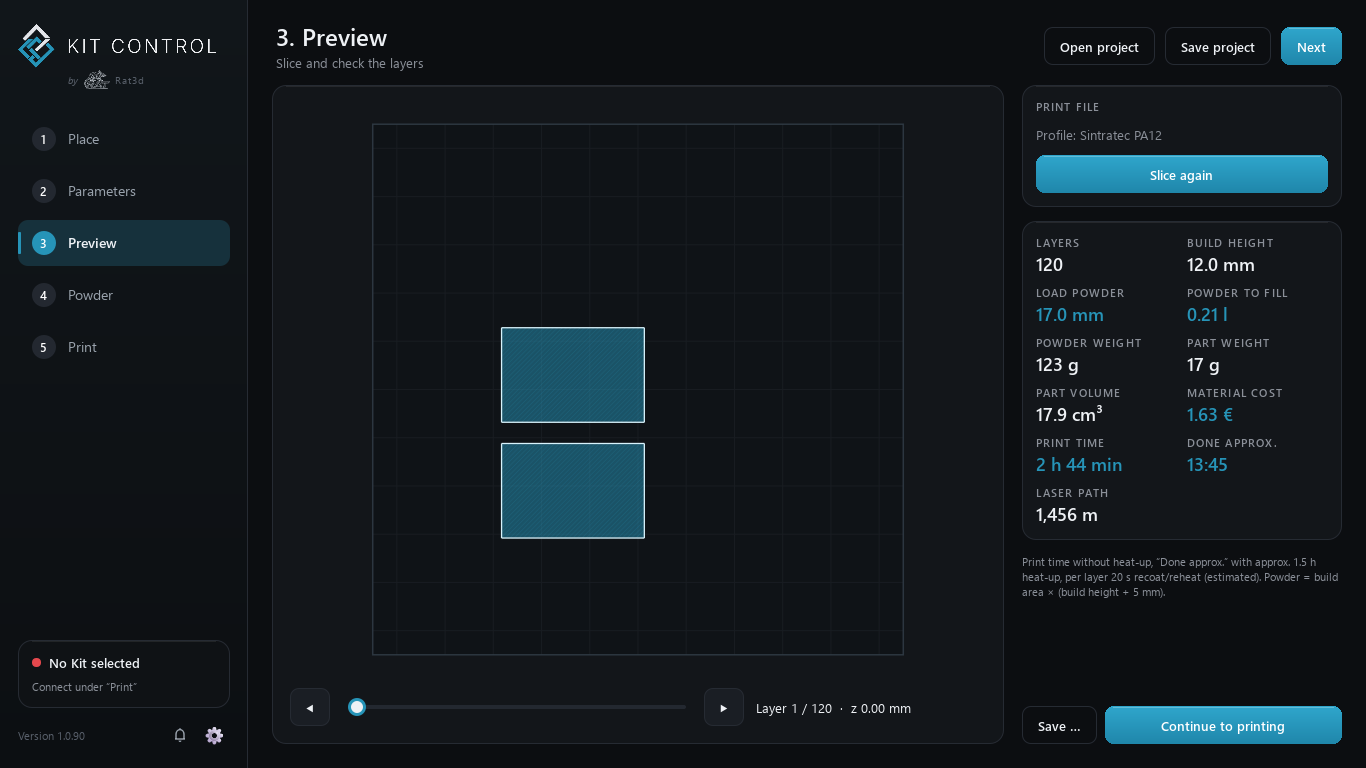 KIT CONTROL
by Rat3d
1 Place
2 Parameters
3 Preview
4 Powder
5 Print
No Kit selected
Connect under "Print"
Version 1.0.90
3. Preview
Slice and check the layers
Open project
Save project
Next
Layer 1 / 120 · z 0.00 mm
PRINT FILE
Profile: Sintratec PA12
Slice again
LAYERS
120
BUILD HEIGHT
12.0 mm
LOAD POWDER
17.0 mm
POWDER TO FILL
0.21 l
POWDER WEIGHT
123 g
PART WEIGHT
17 g
PART VOLUME
17.9 cm³
MATERIAL COST
1.63 €
PRINT TIME
2 h 44 min
DONE APPROX.
13:45
LASER PATH
1,456 m
Print time without heat-up, "Done approx." with approx. 1.5 h
heat-up, per layer 20 s recoat/reheat (estimated). Powder = build
area × (build height + 5 mm).
Save ...
Continue to printing